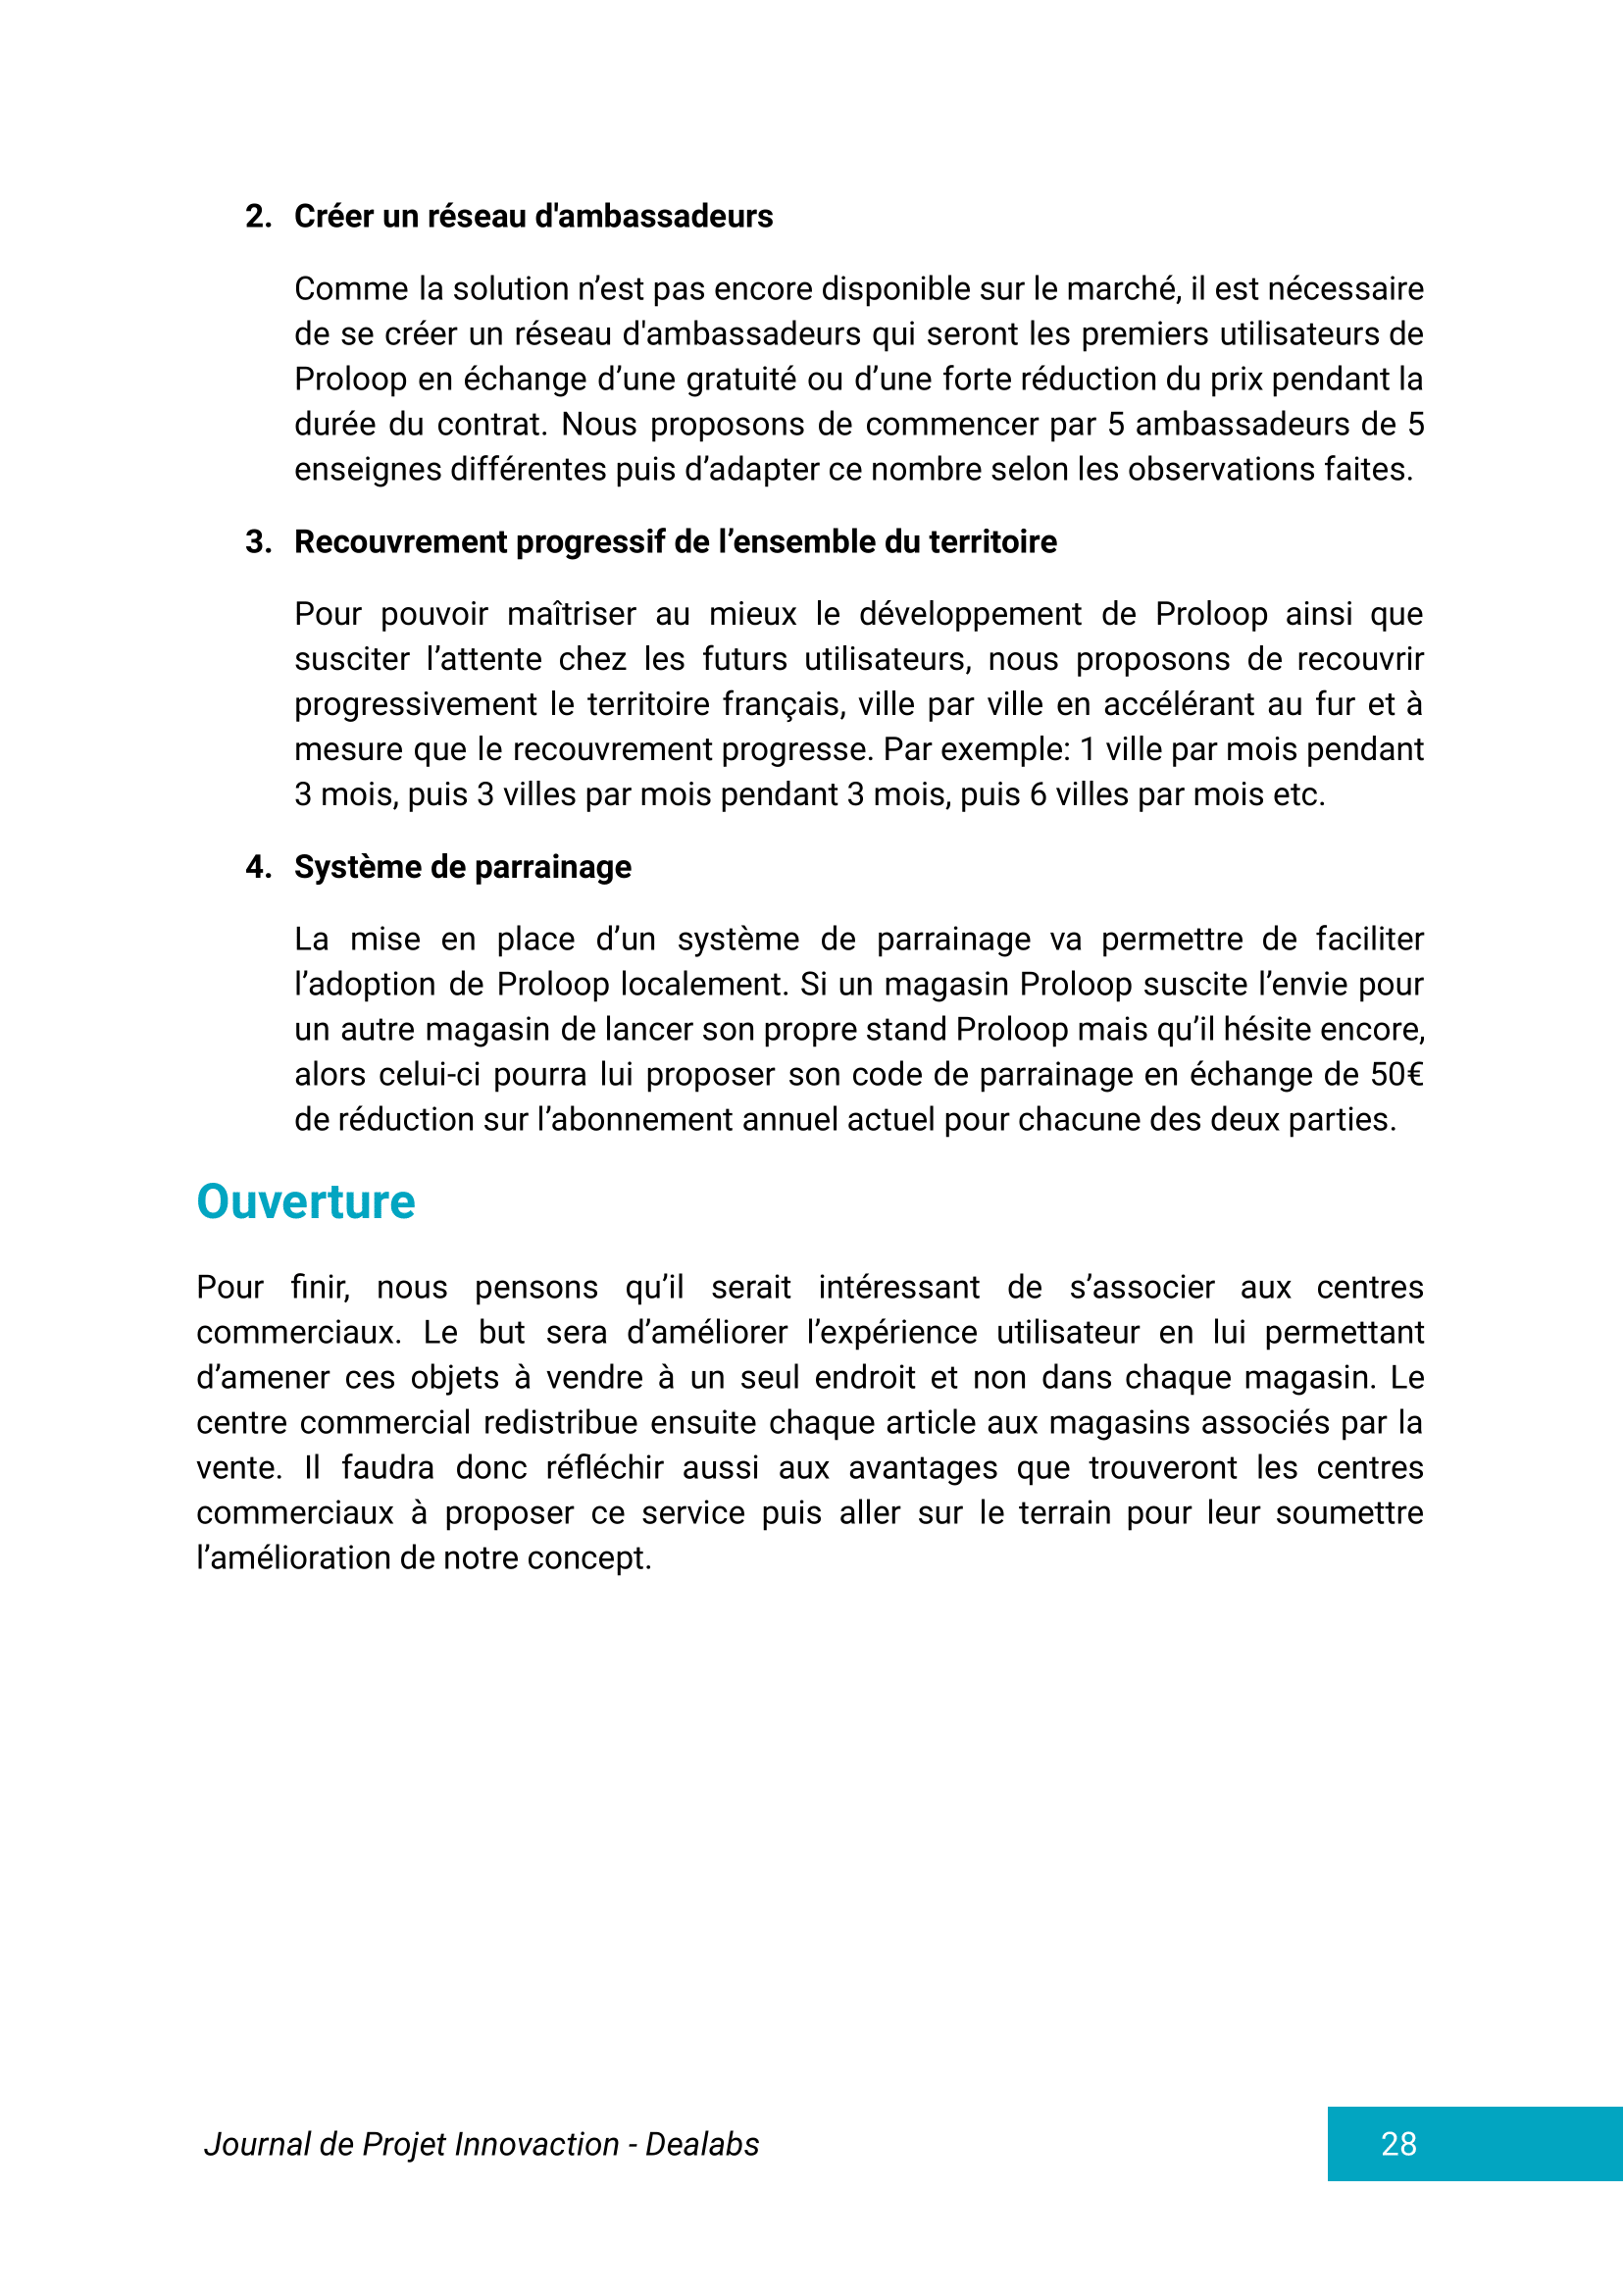 2. Créer un réseau d'ambassadeurs
Comme la solution n’est pas encore disponible sur le marché, il est nécessaire
de se créer un réseau d'ambassadeurs qui seront les premiers utilisateurs de
Proloop en échange d’une gratuité ou d’une forte réduction du prix pendant la
durée du contrat. Nous proposons de commencer par 5 ambassadeurs de 5
enseignes différentes puis d’adapter ce nombre selon les observations faites.
3. Recouvrement progressif de l’ensemble du territoire
Pour pouvoir maîtriser au mieux le développement de Proloop ainsi que
susciter l’attente chez les futurs utilisateurs, nous proposons de recouvrir
progressivement le territoire français, ville par ville en accélérant au fur et à
mesure que le recouvrement progresse. Par exemple: 1 ville par mois pendant
3 mois, puis 3 villes par mois pendant 3 mois, puis 6 villes par mois etc.
4. Système de parrainage
La mise en place d’un système de parrainage va permettre de faciliter
l’adoption de Proloop localement. Si un magasin Proloop suscite l’envie pour
un autre magasin de lancer son propre stand Proloop mais qu’il hésite encore,
alors celui-ci pourra lui proposer son code de parrainage en échange de 50€
de réduction sur l’abonnement annuel actuel pour chacune des deux parties.
Ouverture
Pour finir, nous pensons qu’il serait intéressant de s’associer aux centres
commerciaux. Le but sera d’améliorer l’expérience utilisateur en lui permettant
d’amener ces objets à vendre à un seul endroit et non dans chaque magasin. Le
centre commercial redistribue ensuite chaque article aux magasins associés par la
vente. Il faudra donc réfléchir aussi aux avantages que trouveront les centres
commerciaux à proposer ce service puis aller sur le terrain pour leur soumettre
l’amélioration de notre concept.
Journal de Projet Innovaction - Dealabs
28